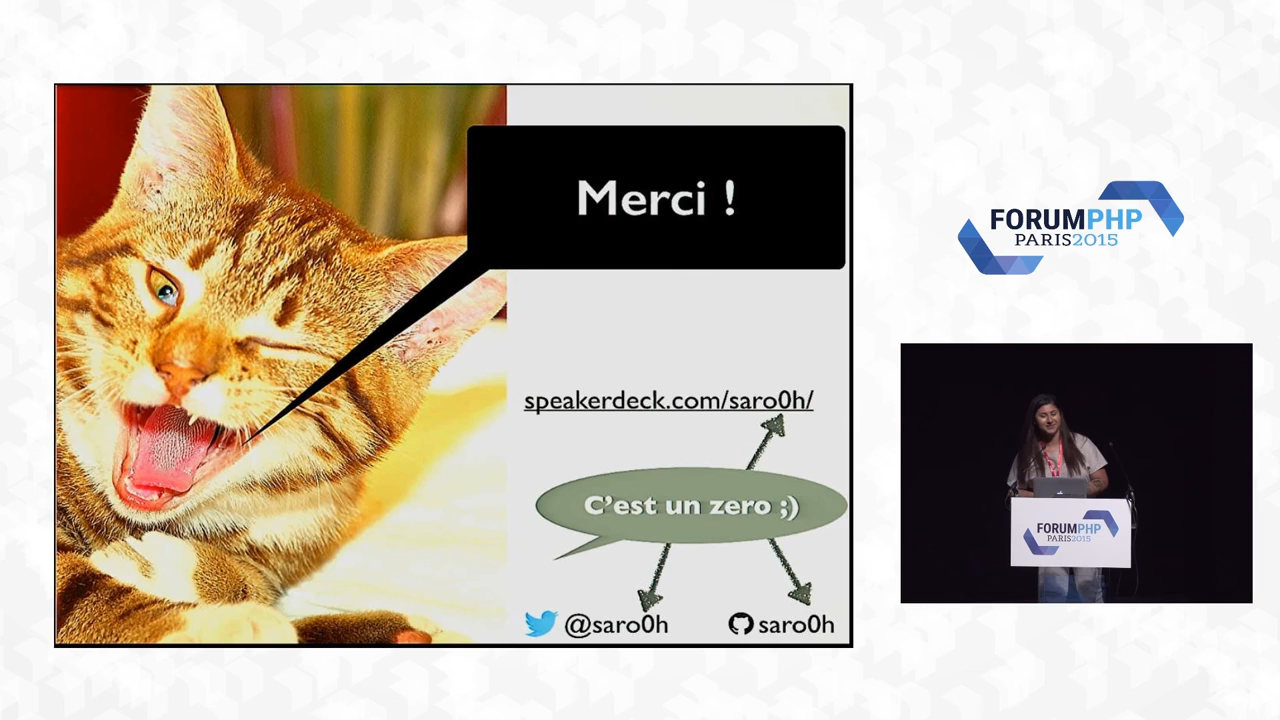 Merci !
speakerdeck.com/saro0h/
C'est un zero ;)
@saro0h
saro0h
FORUMPHP
PARIS2015
FORUMPHP
PARIS2015